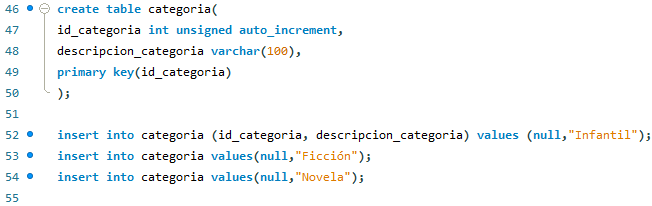 46 create table categoria(
47 id_categoria int unsigned auto_increment,
48 descripcion_categoria varchar(100),
49 primary key(id_categoria)
50 );
51
52 insert into categoria (id_categoria, descripcion_categoria) values (null,"Infantil");
53 insert into categoria values(null,"Ficción");
54 insert into categoria values(null,"Novela");
55